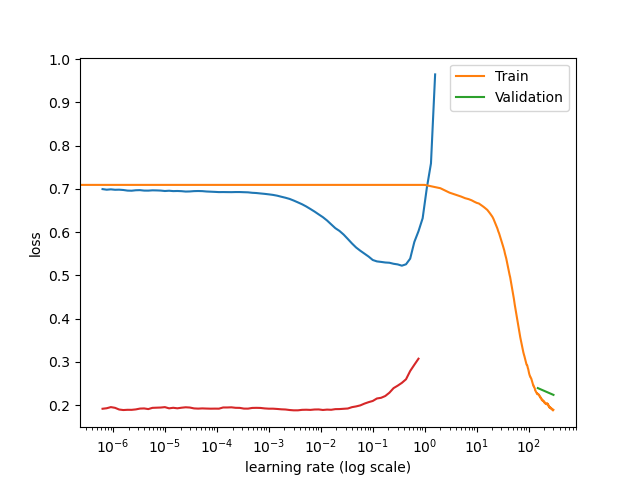 1.0
0.9
0.8
0.7
0.6
0.5
0.4
0.3
0.2
loss
Train
Validation
10⁻⁶ 10⁻⁵ 10⁻⁴ 10⁻³ 10⁻² 10⁻¹ 10⁰ 10¹ 10²
learning rate (log scale)